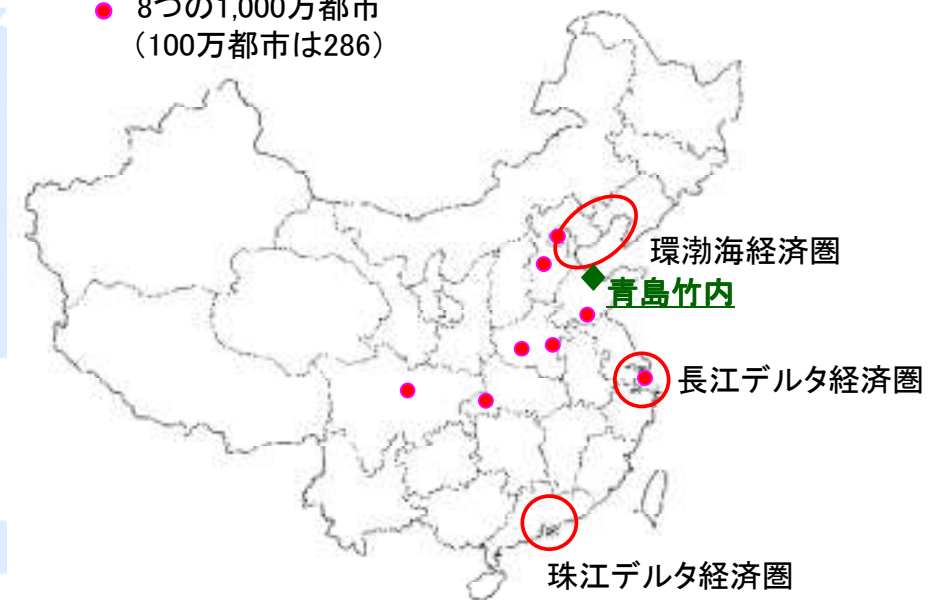 8つの1,000万都市
（100万都市は286）
環渤海経済圏
青島竹内
長江デルタ経済圏
珠江デルタ経済圏